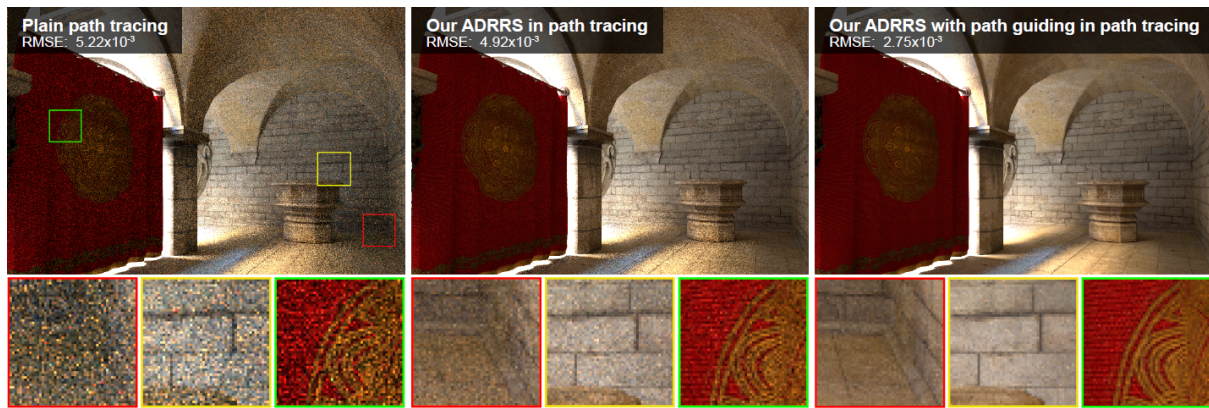 Plain path tracing
RMSE: 5.22x10⁻³
Our ADRRS in path tracing
RMSE: 4.92x10⁻³
Our ADRRS with path guiding in path tracing
RMSE: 2.75x10⁻³